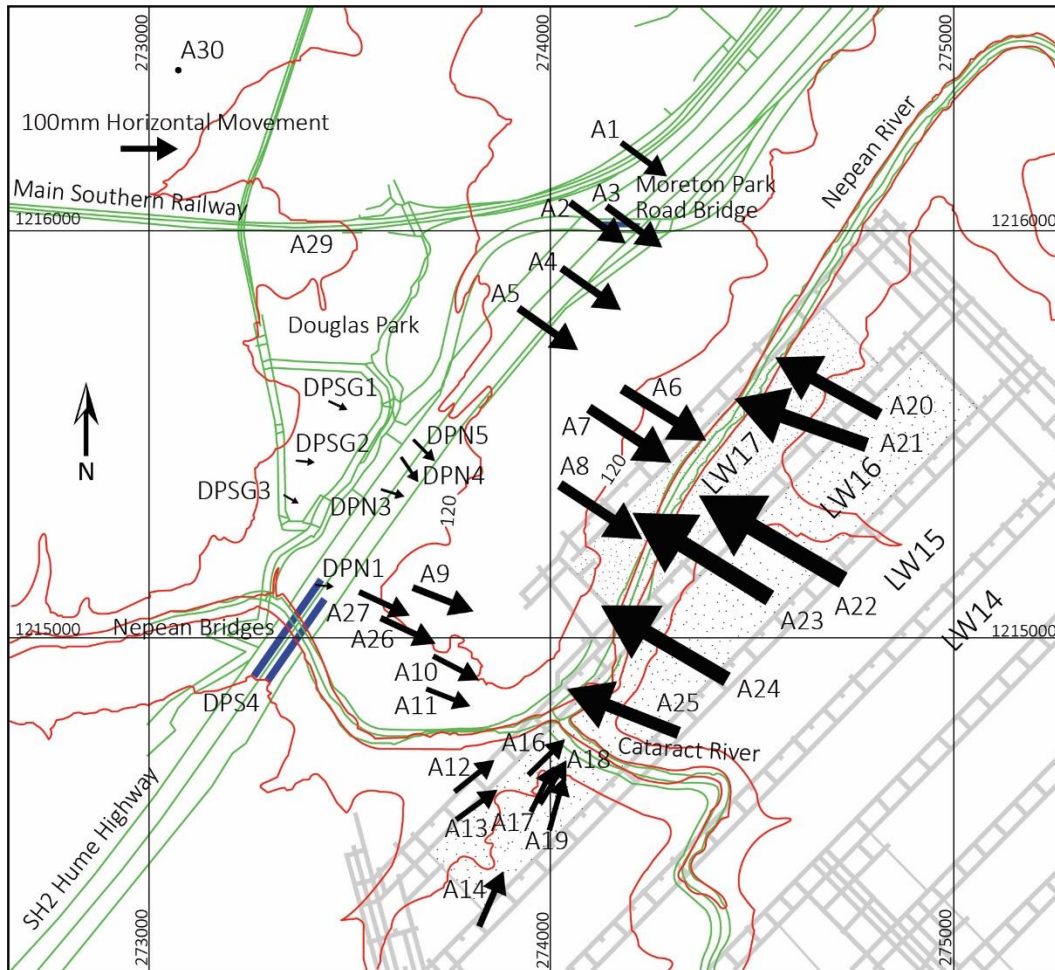 273000
274000
275000
A30
100mm Horizontal Movement
A1
Nepean River
Main Southern Railway
A2
A3
Moreton Park
Road Bridge
1216000
1216000
A29
A4
A5
Douglas Park
DPSG1
A6
DPSG2
DPN5
A7
A20
A21
N
DPSG3
DPN4
DPN3
120
A8
120
LW17
LW16
LW15
LW14
DPN1
A9
A22
A23
Nepean Bridges
A27
A26
1215000
1215000
A10
A24
DPS4
A11
A25
Cataract River
A16
A18
A12
A13
A17
A19
A14
SH2 Hume Highway
273000
274000
275000